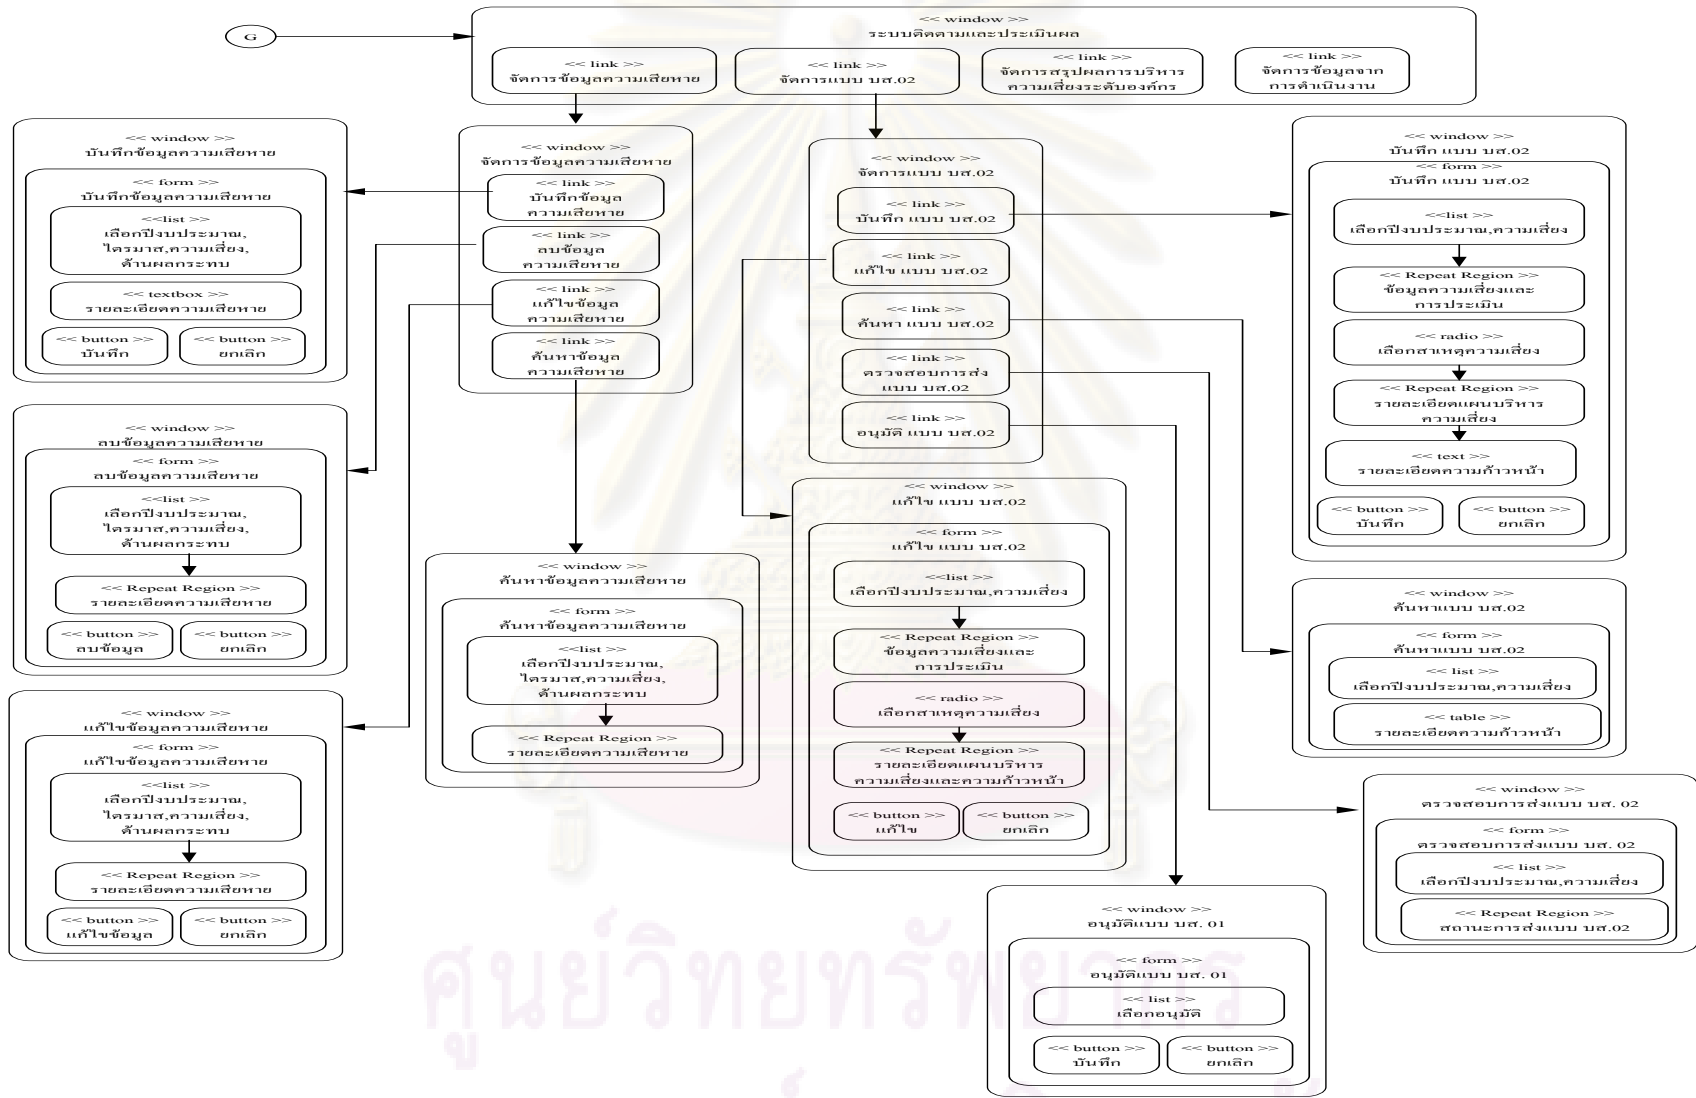 G
<< window >>
ระบบติดตามและประเมินผล
<< link >>
จัดการข้อมูลความเสียหาย
<< link >>
จัดการแบบ บส.02
<< link >>
จัดการสรุปผลการบริหาร
ความเสี่ยงระดับองค์กร
<< link >>
จัดการข้อมูลจาก
การดำเนินงาน
<< window >>
บันทึกข้อมูลความเสียหาย
<< form >>
บันทึกข้อมูลความเสียหาย
<<list >>
เลือกปีงบประมาณ,
ไตรมาส,ความเสี่ยง,
ด้านผลกระทบ
<< textbox >>
รายละเอียดความเสียหาย
<< button >>
บันทึก
<< button >>
ยกเลิก
<< window >>
ลบข้อมูลความเสียหาย
<< form >>
ลบข้อมูลความเสียหาย
<<list >>
เลือกปีงบประมาณ,
ไตรมาส,ความเสี่ยง,
ด้านผลกระทบ
<< Repeat Region >>
รายละเอียดความเสียหาย
<< button >>
ลบข้อมูล
<< button >>
ยกเลิก
<< window >>
แก้ไขข้อมูลความเสียหาย
<< form >>
แก้ไขข้อมูลความเสียหาย
<<list >>
เลือกปีงบประมาณ,
ไตรมาส,ความเสี่ยง,
ด้านผลกระทบ
<< Repeat Region >>
รายละเอียดความเสียหาย
<< button >>
แก้ไขข้อมูล
<< button >>
ยกเลิก
<< window >>
จัดการข้อมูลความเสียหาย
<< link >>
บันทึกข้อมูล
ความเสียหาย
<< link >>
ลบข้อมูล
ความเสียหาย
<< link >>
แก้ไขข้อมูล
ความเสียหาย
<< link >>
ค้นหาข้อมูล
ความเสียหาย
<< window >>
ค้นหาข้อมูลความเสียหาย
<< form >>
ค้นหาข้อมูลความเสียหาย
<<list >>
เลือกปีงบประมาณ,
ไตรมาส,ความเสี่ยง,
ด้านผลกระทบ
<< Repeat Region >>
รายละเอียดความเสียหาย
<< window >>
จัดการแบบ บส.02
<< link >>
บันทึก แบบ บส.02
<< link >>
แก้ไข แบบ บส.02
<< link >>
ค้นหา แบบ บส.02
<< link >>
ตรวจสอบการส่ง
แบบ บส.02
<< link >>
อนุมัติ แบบ บส.02
<< window >>
แก้ไข แบบ บส.02
<< form >>
แก้ไข แบบ บส.02
<<list >>
เลือกปีงบประมาณ,ความเสี่ยง
<< Repeat Region >>
ข้อมูลความเสี่ยงและ
การประเมิน
<< radio >>
เลือกสาเหตุความเสี่ยง
<< Repeat Region >>
รายละเอียดแผนบริหาร
ความเสี่ยงและความก้าวหน้า
<< button >>
แก้ไข
<< button >>
ยกเลิก
<< window >>
อนุมัติแบบ บส. 01
<< form >>
อนุมัติแบบ บส. 01
<< list >>
เลือกอนุมัติ
<< button >>
บันทึก
<< button >>
ยกเลิก
<< window >>
บันทึก แบบ บส.02
<< form >>
บันทึก แบบ บส.02
<<list >>
เลือกปีงบประมาณ,ความเสี่ยง
<< Repeat Region >>
ข้อมูลความเสี่ยงและ
การประเมิน
<< radio >>
เลือกสาเหตุความเสี่ยง
<< Repeat Region >>
รายละเอียดแผนบริหาร
ความเสี่ยง
<< text >>
รายละเอียดความก้าวหน้า
<< button >>
บันทึก
<< button >>
ยกเลิก
<< window >>
ค้นหาแบบ บส.02
<< form >>
ค้นหาแบบ บส.02
<< list >>
เลือกปีงบประมาณ,ความเสี่ยง
<< table >>
รายละเอียดความก้าวหน้า
<< window >>
ตรวจสอบการส่งแบบ บส. 02
<< form >>
ตรวจสอบการส่งแบบ บส. 02
<< list >>
เลือกปีงบประมาณ,ความเสี่ยง
<< Repeat Region >>
สถานะการส่งแบบ บส.02
ศูนย์วิทยทรัพยากร